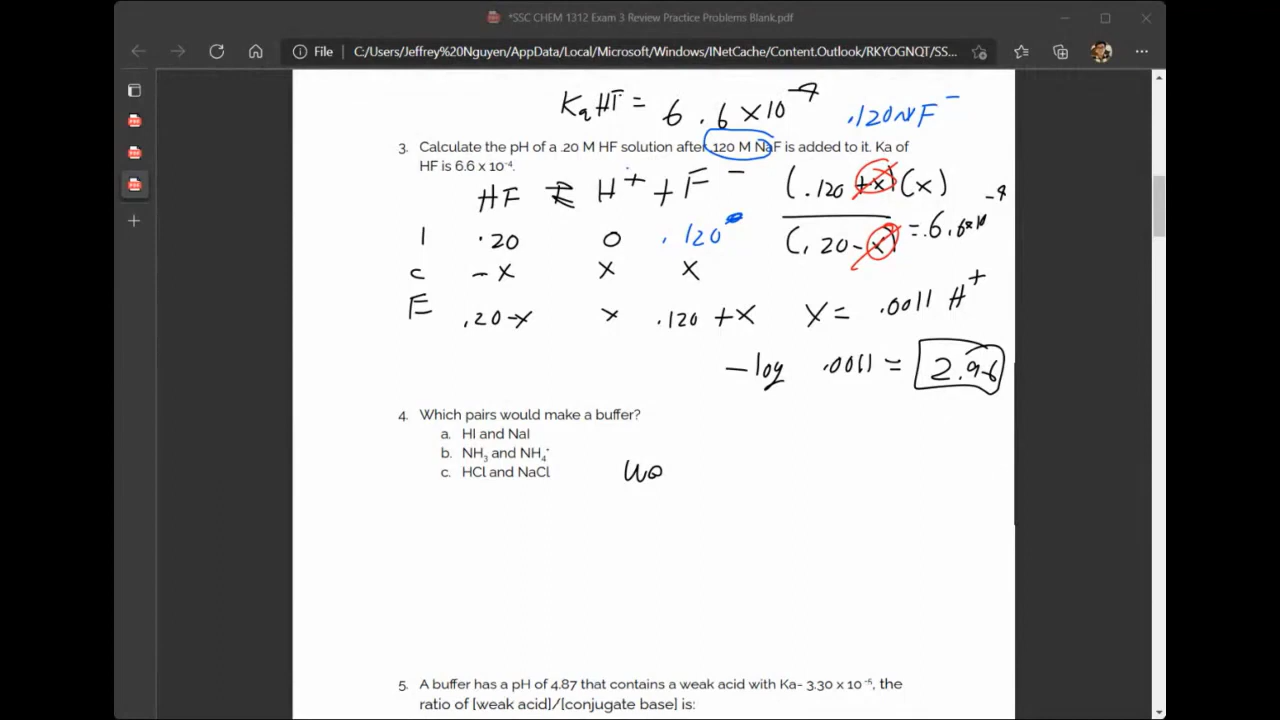 *SSC CHEM 1312 Exam 3 Review Practice Problems Blank.pdf
File C:/Users/Jeffrey%20Nguyen/AppData/Local/Microsoft/Windows/INetCache/Content.Outlook/RKYOGNQT/SS...
Ka HF = 6.6 x 10⁻⁴ .120M F⁻
3. Calculate the pH of a .20 M HF solution after .120 M NaF is added to it. Ka of
HF is 6.6 x 10⁻⁴.
HF ⇌ H⁺ + F⁻ (.120 + x)(x)
I .20 0 .120 (.20 - x) = 6.6x10⁻⁴
C -x x x
E .20-x x .120 +x x = .0011 H⁺
-log .0011 = 2.96
4. Which pairs would make a buffer?
a. HI and NaI
b. NH₃ and NH₄⁺
c. HCl and NaCl
5. A buffer has a pH of 4.87 that contains a weak acid with Ka- 3.30 x 10⁻⁵, the
ratio of [weak acid]/[conjugate base] is: